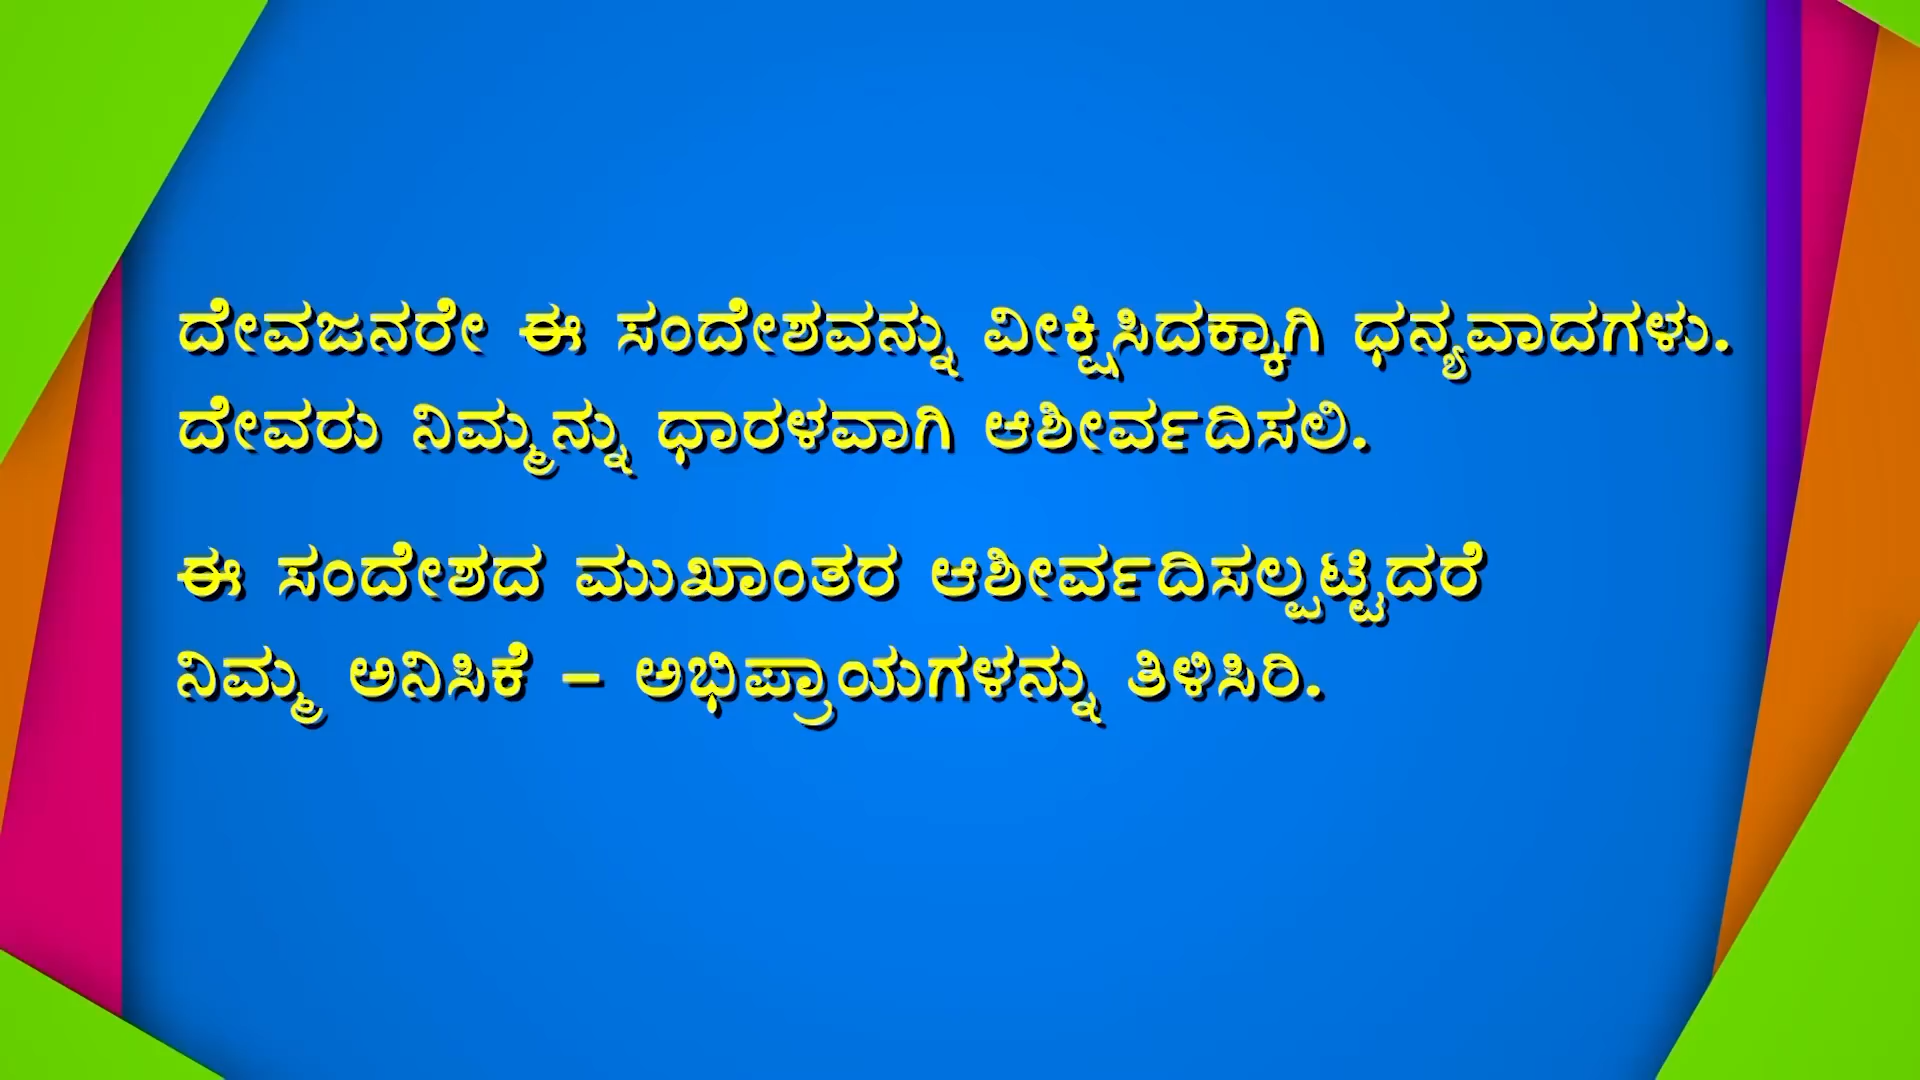 ದೇವಜನರೇ ಈ ಸಂದೇಶವನ್ನು ವೀಕ್ಷಿಸಿದಕ್ಕಾಗಿ ಧನ್ಯವಾದಗಳು.
ದೇವರು ನಿಮ್ಮನ್ನು ಧಾರಳವಾಗಿ ಆಶೀರ್ವದಿಸಲಿ.
ಈ ಸಂದೇಶದ ಮುಖಾಂತರ ಆಶೀರ್ವದಿಸಲ್ಪಟ್ಟಿದರೆ
ನಿಮ್ಮ ಅನಿಸಿಕೆ – ಅಭಿಪ್ರಾಯಗಳನ್ನು ತಿಳಿಸಿರಿ.